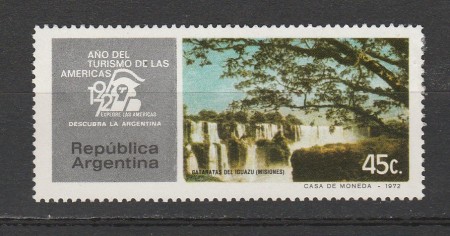 AÑO DEL
TURISMO DE LAS
AMERICAS
1972
EXPLORE LAS AMERICAS
DESCUBRA LA ARGENTINA
República
Argentina
CATARATAS DEL IGUAZU (MISIONES)
45c.
CASA DE MONEDA - 1972